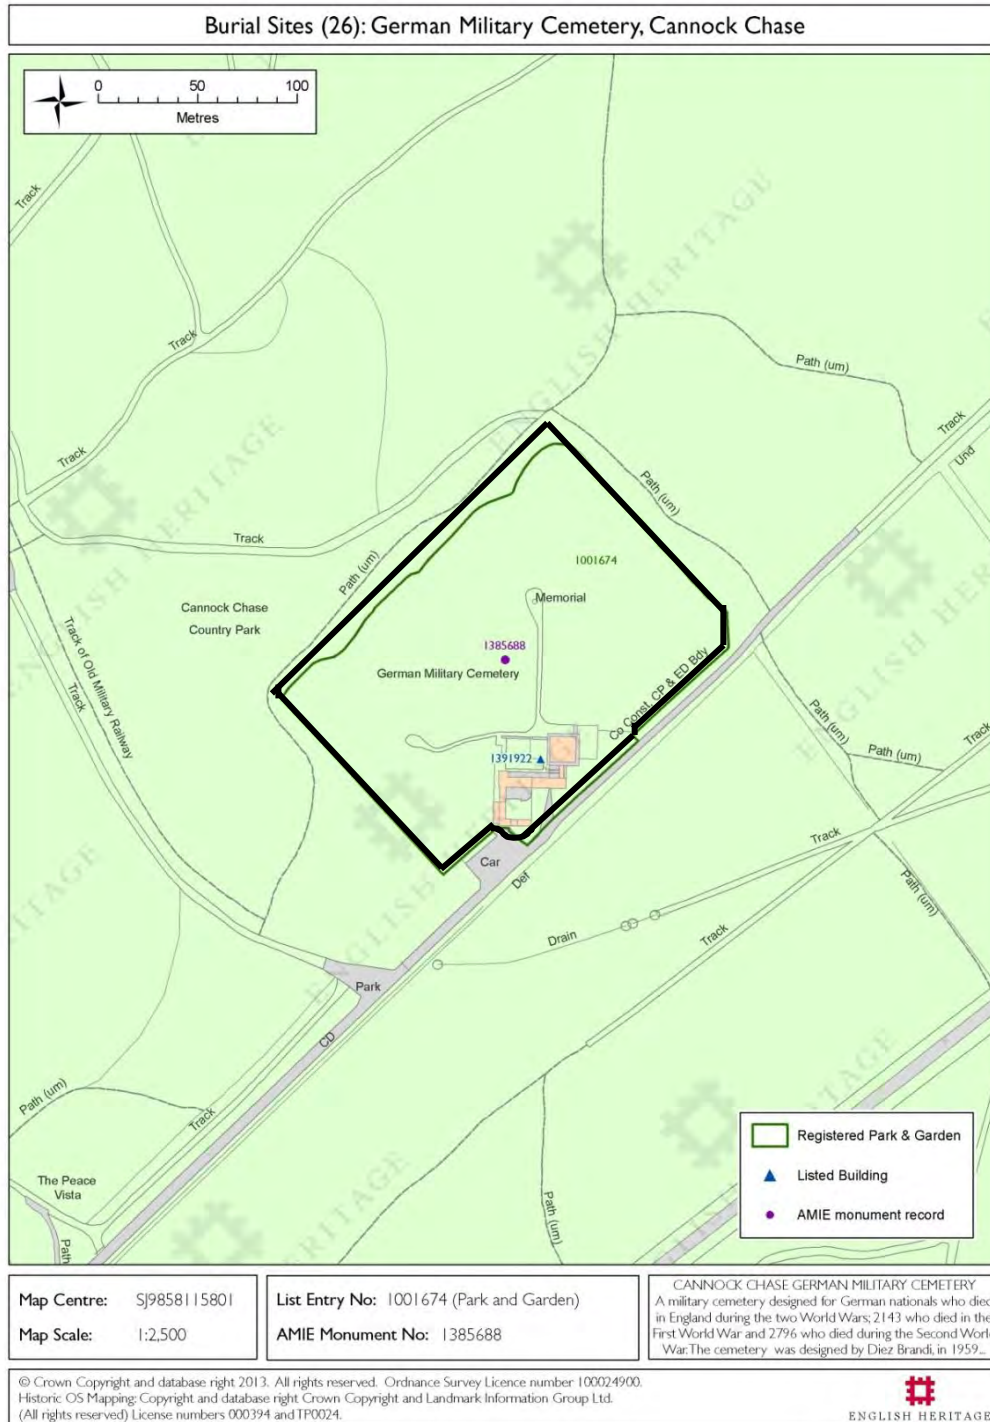 Burial Sites (26): German Military Cemetery, Cannock Chase
0 50 100
Metres
Track
Track
Path (um)
Track
Und
Track
Path (um)
Track
Path (um)
1001674
Cannock Chase
Country Park
Memorial
Track of Old Military Railway
Track
1385688
German Military Cemetery
Co Const, CP & ED Bdy
Path (um)
Track
Path (um)
1391922
Track
Car
Def
Path (um)
Drain
Track
Park
CD
Path (um)
Track
The Peace
Vista
Path
Path (um)
Registered Park & Garden
Listed Building
AMIE monument record
ENGLISH HERITAGE
ENGLISH HERITAGE
ENGLISH HERITAGE
ENGLISH HERITAGE
Map Centre: SJ9858115801
Map Scale: 1:2,500
List Entry No: 1001674 (Park and Garden)
AMIE Monument No: 1385688
CANNOCK CHASE GERMAN MILITARY CEMETERY
A military cemetery designed for German nationals who died
in England during the two World Wars; 2143 who died in the
First World War and 2796 who died during the Second World
War. The cemetery was designed by Diez Brandi, in 1959...
© Crown Copyright and database right 2013. All rights reserved. Ordnance Survey Licence number 100024900.
Historic OS Mapping: Copyright and database right Crown Copyright and Landmark Information Group Ltd.
(All rights reserved) License numbers 000394 and TP0024.
ENGLISH HERITAGE